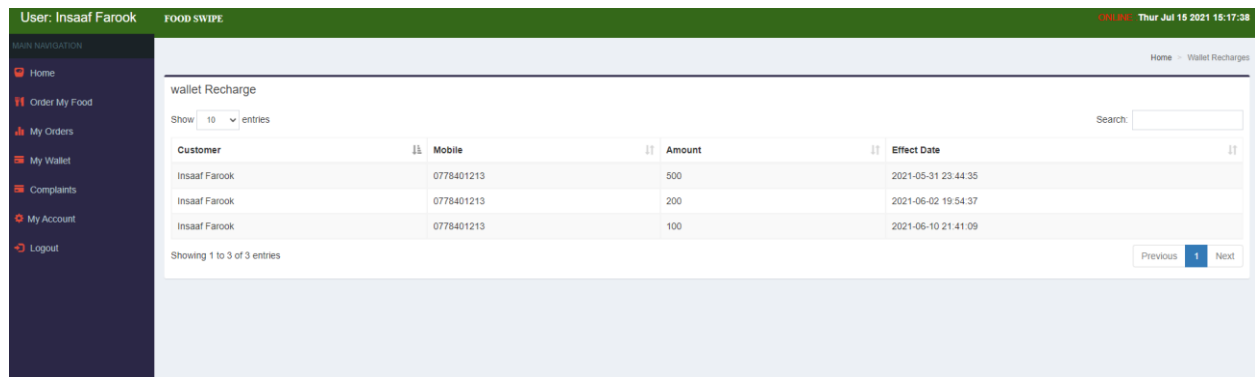 User: Insaaf Farook FOOD SWIPE ONLINE Thur Jul 15 2021 15:17:38
MAIN NAVIGATION
Home
Order My Food
My Orders
My Wallet
Complaints
My Account
Logout
Home > Wallet Recharges
wallet Recharge
Show 10 entries Search:
Customer Mobile Amount Effect Date
Insaaf Farook 0778401213 500 2021-05-31 23:44:35
Insaaf Farook 0778401213 200 2021-06-02 19:54:37
Insaaf Farook 0778401213 100 2021-06-10 21:41:09
Showing 1 to 3 of 3 entries Previous 1 Next